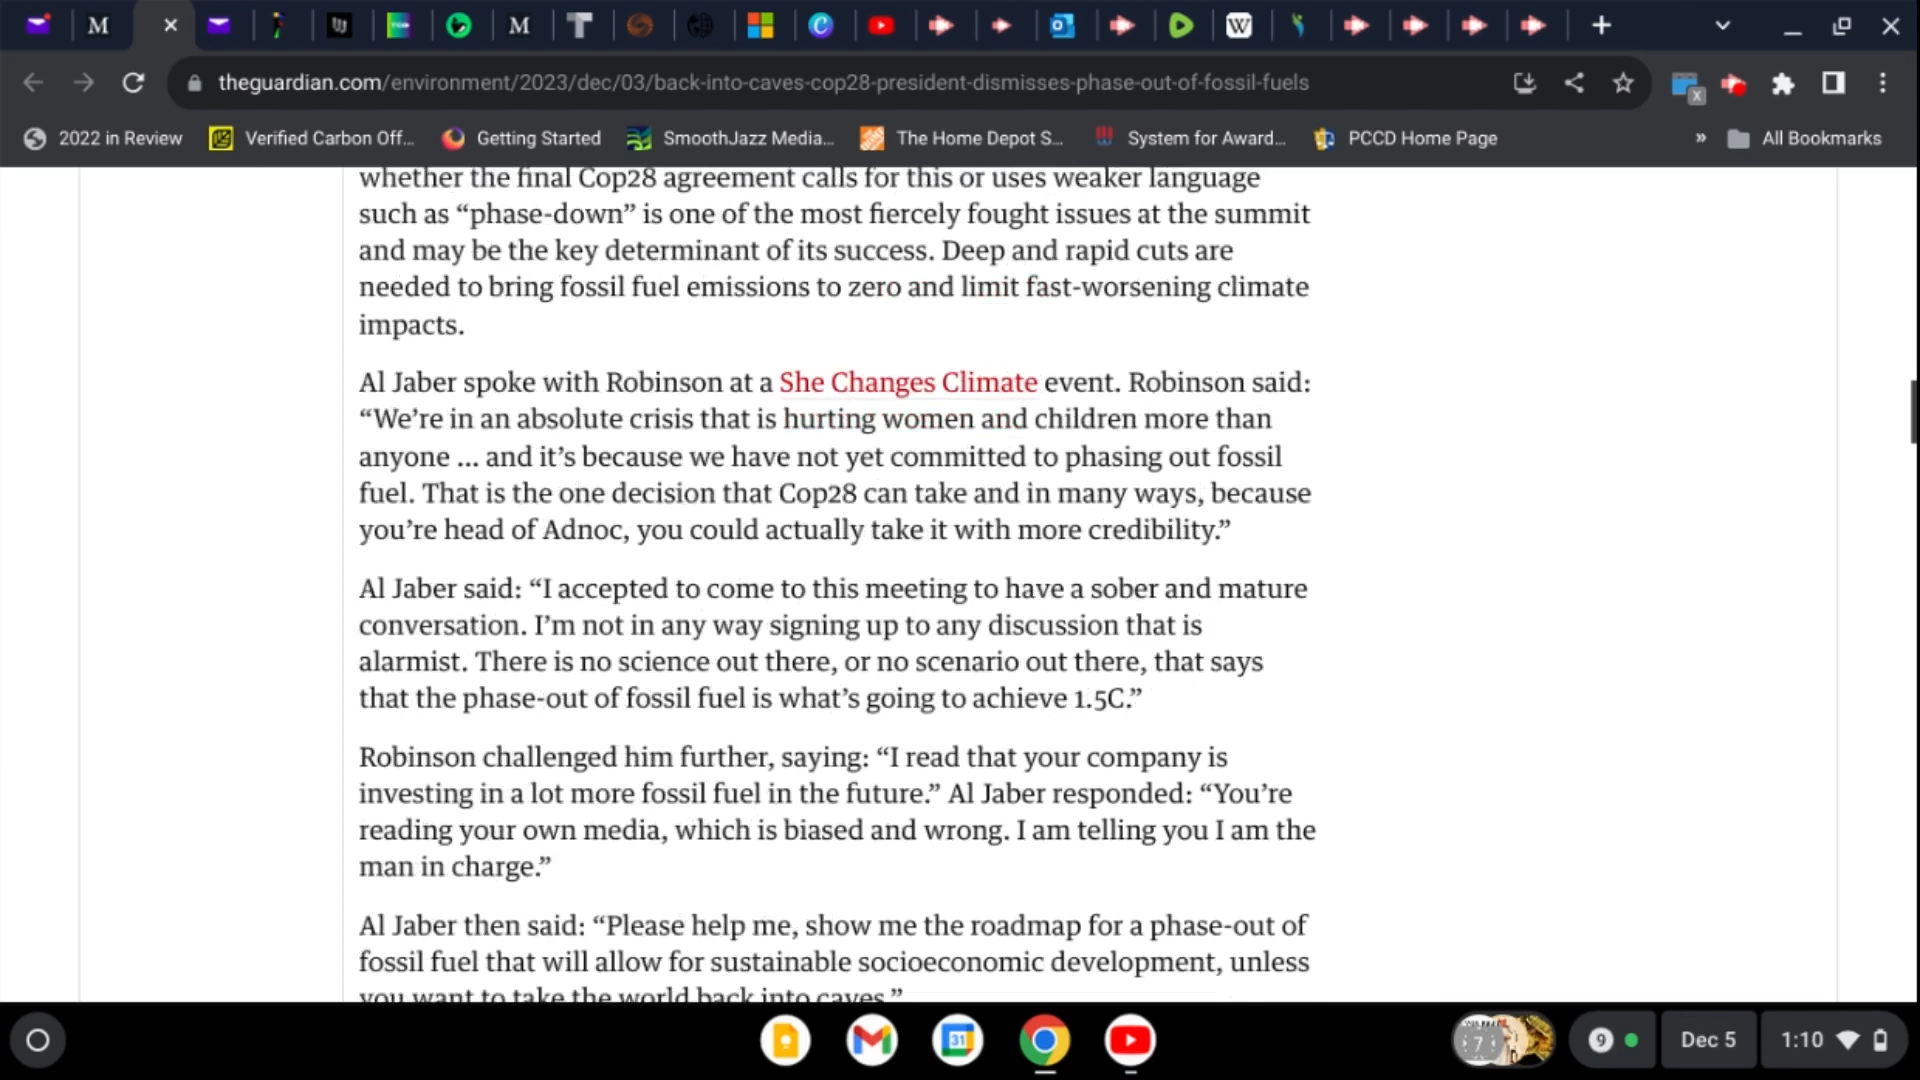 theguardian.com/environment/2023/dec/03/back-into-caves-cop28-president-dismisses-phase-out-of-fossil-fuels
2022 in Review Verified Carbon Off... Getting Started SmoothJazz Media... The Home Depot S... System for Award... PCCD Home Page » All Bookmarks
whether the final Cop28 agreement calls for this or uses weaker language
such as “phase-down” is one of the most fiercely fought issues at the summit
and may be the key determinant of its success. Deep and rapid cuts are
needed to bring fossil fuel emissions to zero and limit fast-worsening climate
impacts.
Al Jaber spoke with Robinson at a She Changes Climate event. Robinson said:
“We’re in an absolute crisis that is hurting women and children more than
anyone ... and it’s because we have not yet committed to phasing out fossil
fuel. That is the one decision that Cop28 can take and in many ways, because
you’re head of Adnoc, you could actually take it with more credibility.”
Al Jaber said: “I accepted to come to this meeting to have a sober and mature
conversation. I’m not in any way signing up to any discussion that is
alarmist. There is no science out there, or no scenario out there, that says
that the phase-out of fossil fuel is what’s going to achieve 1.5C.”
Robinson challenged him further, saying: “I read that your company is
investing in a lot more fossil fuel in the future.” Al Jaber responded: “You’re
reading your own media, which is biased and wrong. I am telling you I am the
man in charge.”
Al Jaber then said: “Please help me, show me the roadmap for a phase-out of
fossil fuel that will allow for sustainable socioeconomic development, unless
you want to take the world back into caves.”
31 7 9 Dec 5 1:10